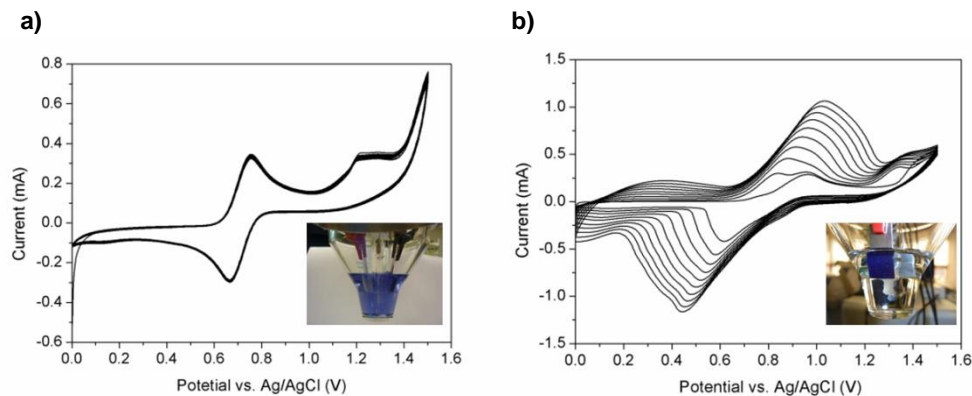 a)
b)
0.8
0.6
0.4
0.2
0.0
-0.2
-0.4
-0.6
Current (mA)
0.0 0.2 0.4 0.6 0.8 1.0 1.2 1.4 1.6
Potetial vs. Ag/AgCl (V)
1.5
1.0
0.5
0.0
-0.5
-1.0
-1.5
Current (mA)
0.0 0.2 0.4 0.6 0.8 1.0 1.2 1.4 1.6
Potential vs. Ag/AgCl (V)